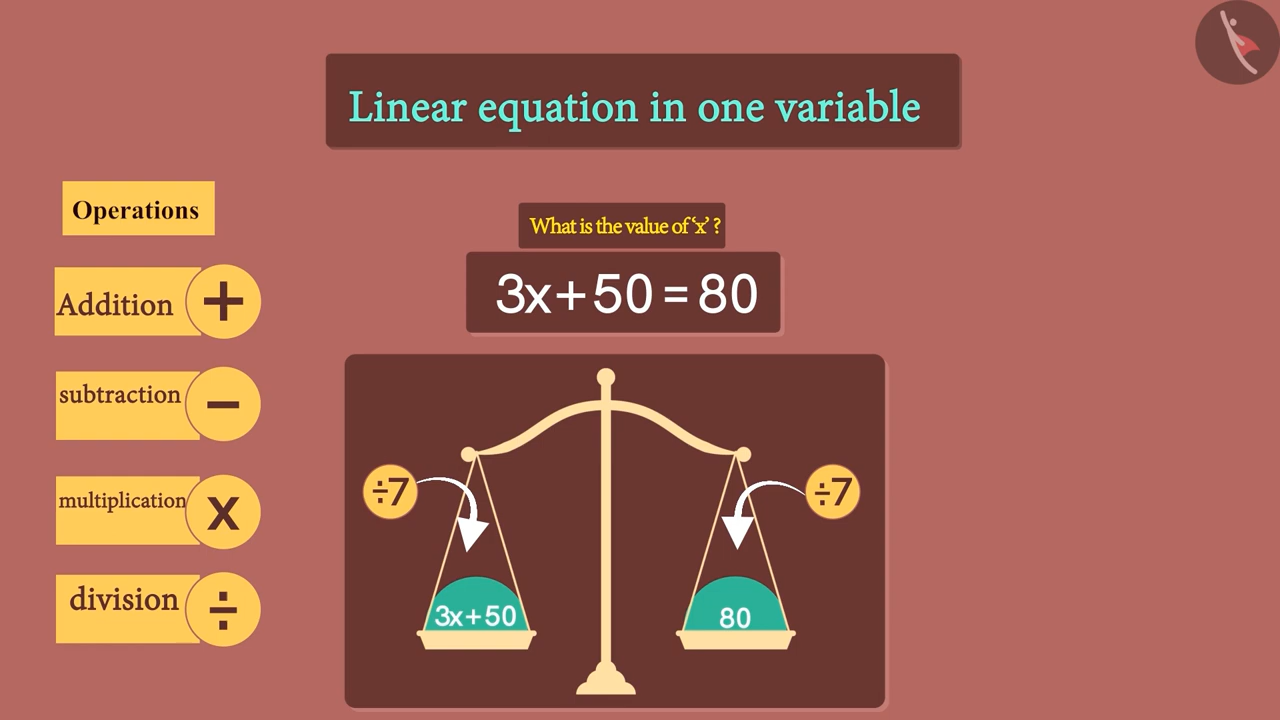 Linear equation in one variable
Operations
What is the value of ‘x’ ?
3x+50=80
Addition +
subtraction −
multiplication x
division ÷
÷7
÷7
3x+50
80